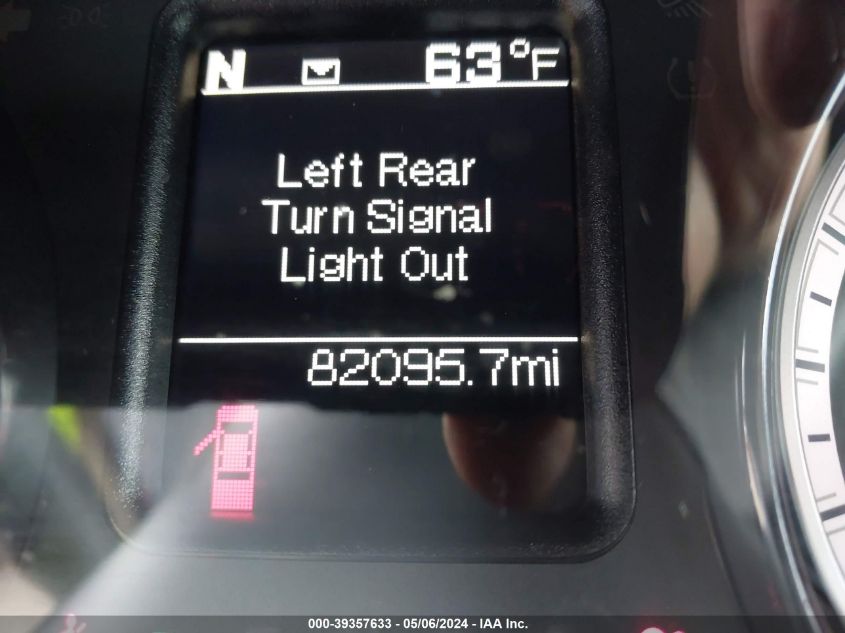 N 63°F
Left Rear
Turn Signal
Light Out
82095.7mi
000-39357633 - 05/06/2024 - IAA Inc.